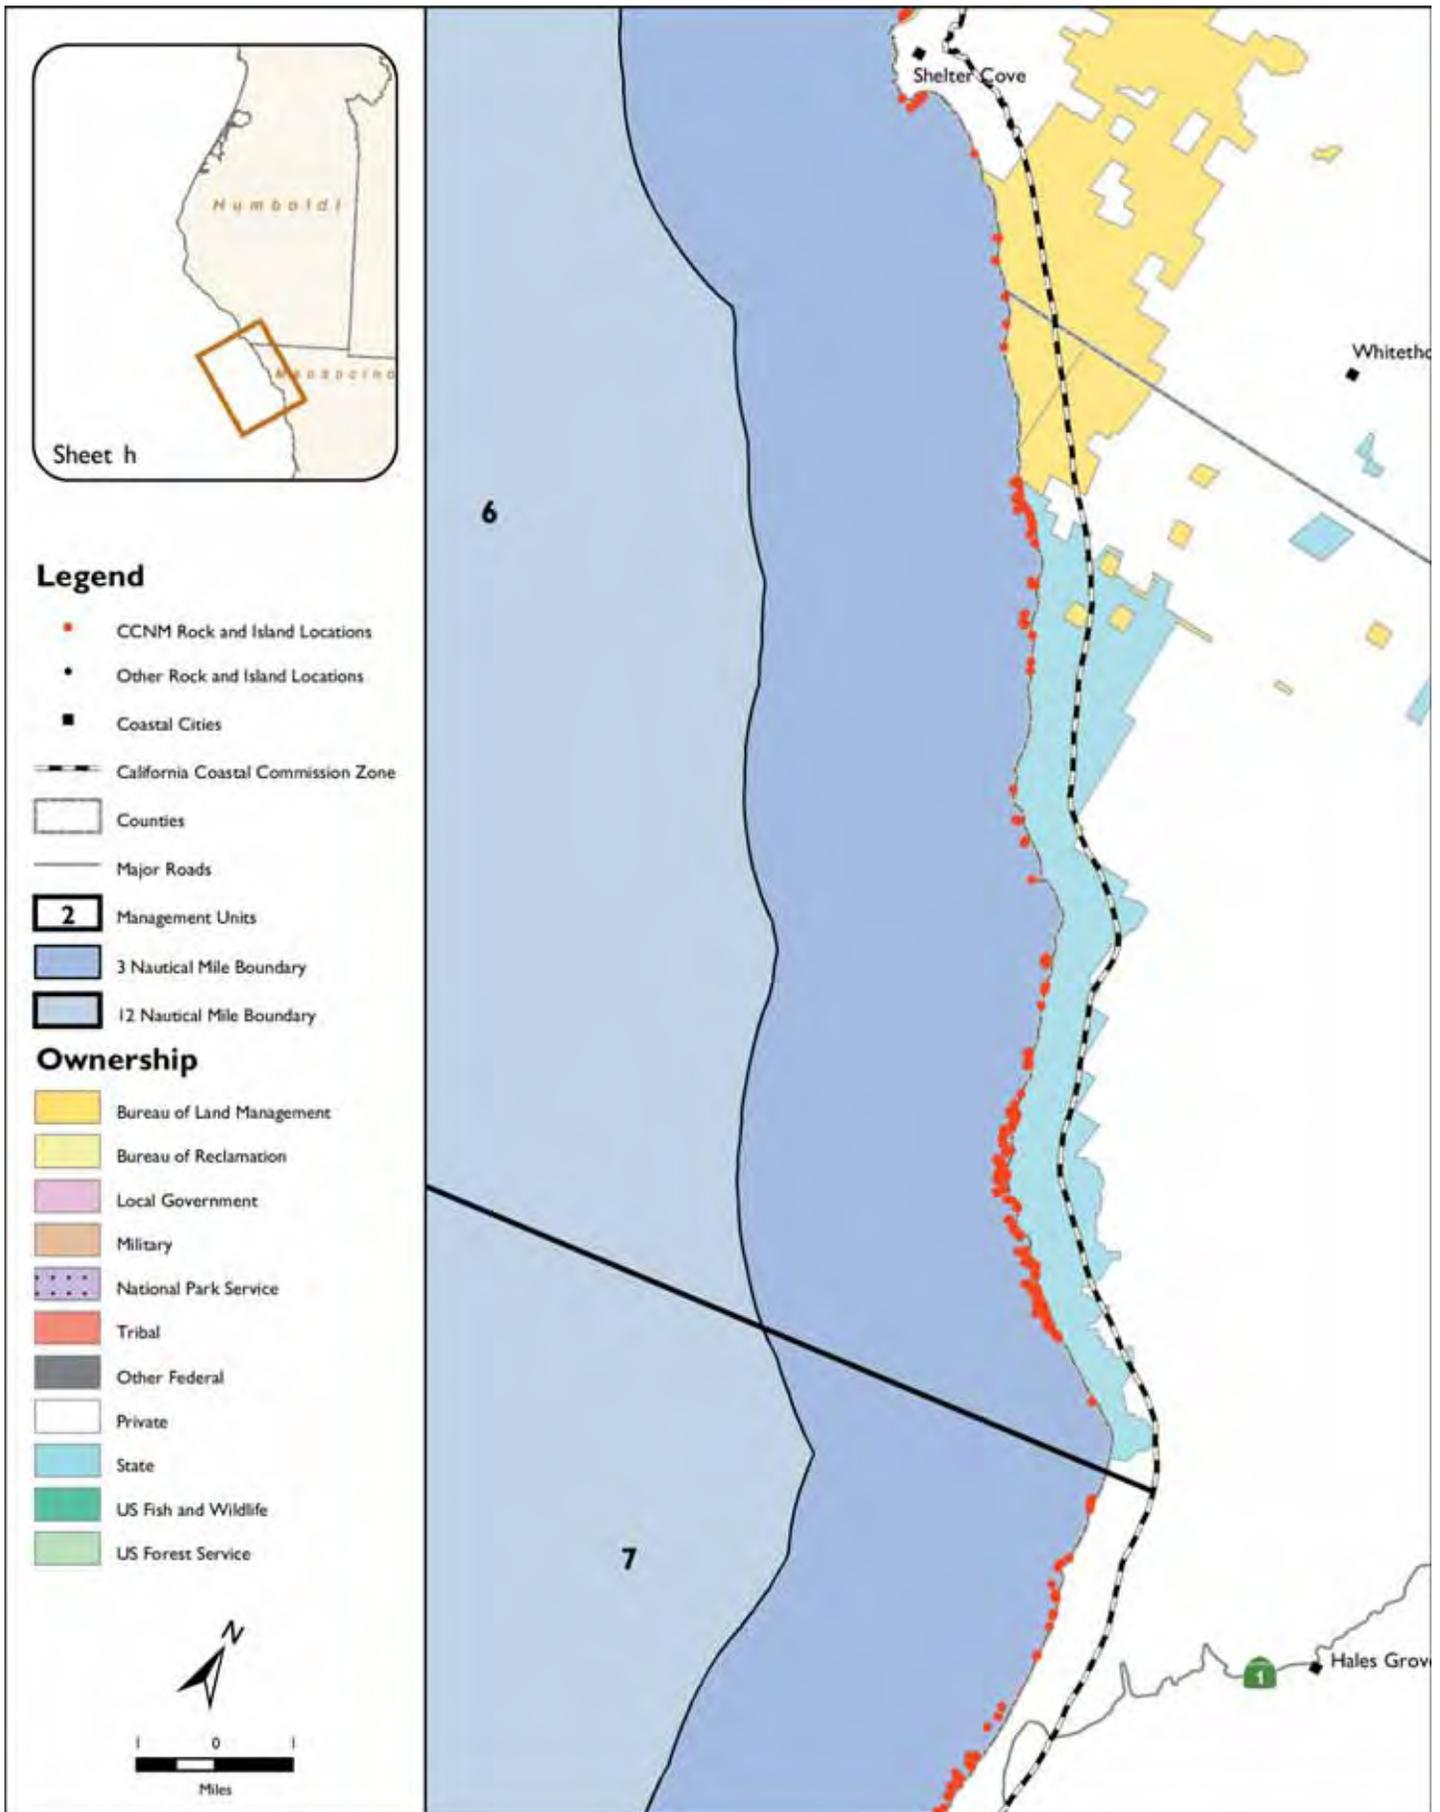 Humboldt
Mendocino
Sheet h
Legend
CCNM Rock and Island Locations
Other Rock and Island Locations
Coastal Cities
California Coastal Commission Zone
Counties
Major Roads
2 Management Units
3 Nautical Mile Boundary
12 Nautical Mile Boundary
Ownership
Bureau of Land Management
Bureau of Reclamation
Local Government
Military
National Park Service
Tribal
Other Federal
Private
State
US Fish and Wildlife
US Forest Service
N
1 0 1
Miles
Shelter Cove
Whitetho
6
7
1
Hales Grov